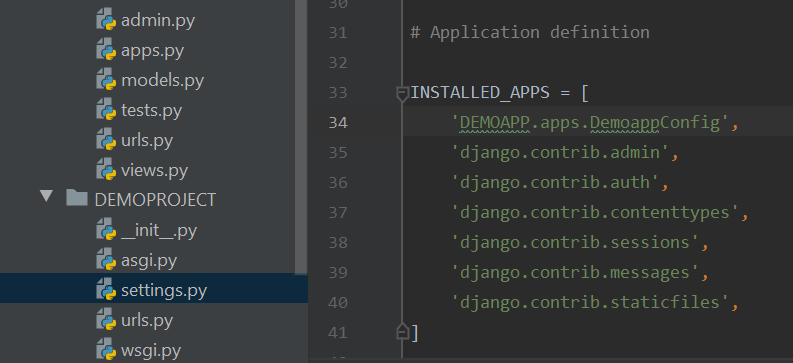 admin.py
apps.py
models.py
tests.py
urls.py
views.py
DEMOPROJECT
__init__.py
asgi.py
settings.py
urls.py
wsgi.py
30
31 # Application definition
32
33 INSTALLED_APPS = [
34 'DEMOAPP.apps.DemoappConfig',
35 'django.contrib.admin',
36 'django.contrib.auth',
37 'django.contrib.contenttypes',
38 'django.contrib.sessions',
39 'django.contrib.messages',
40 'django.contrib.staticfiles',
41 ]